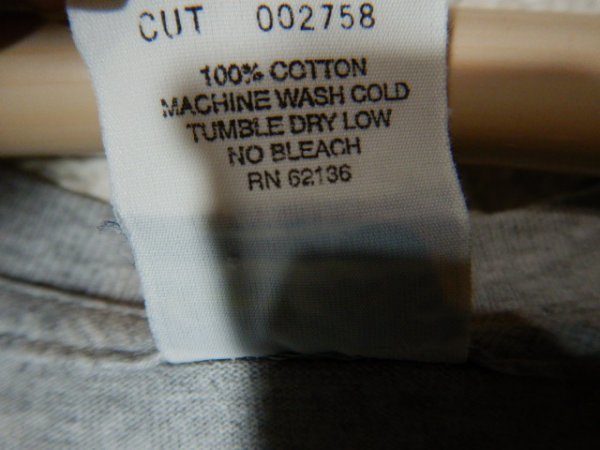 CUT 002758
100% COTTON
MACHINE WASH COLD
TUMBLE DRY LOW
NO BLEACH
RN 62136